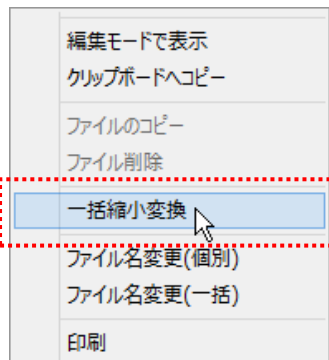 編集モードで表示
クリップボードへコピー
ファイルのコピー
ファイル削除
一括縮小変換
ファイル名変更(個別)
ファイル名変更(一括)
印刷